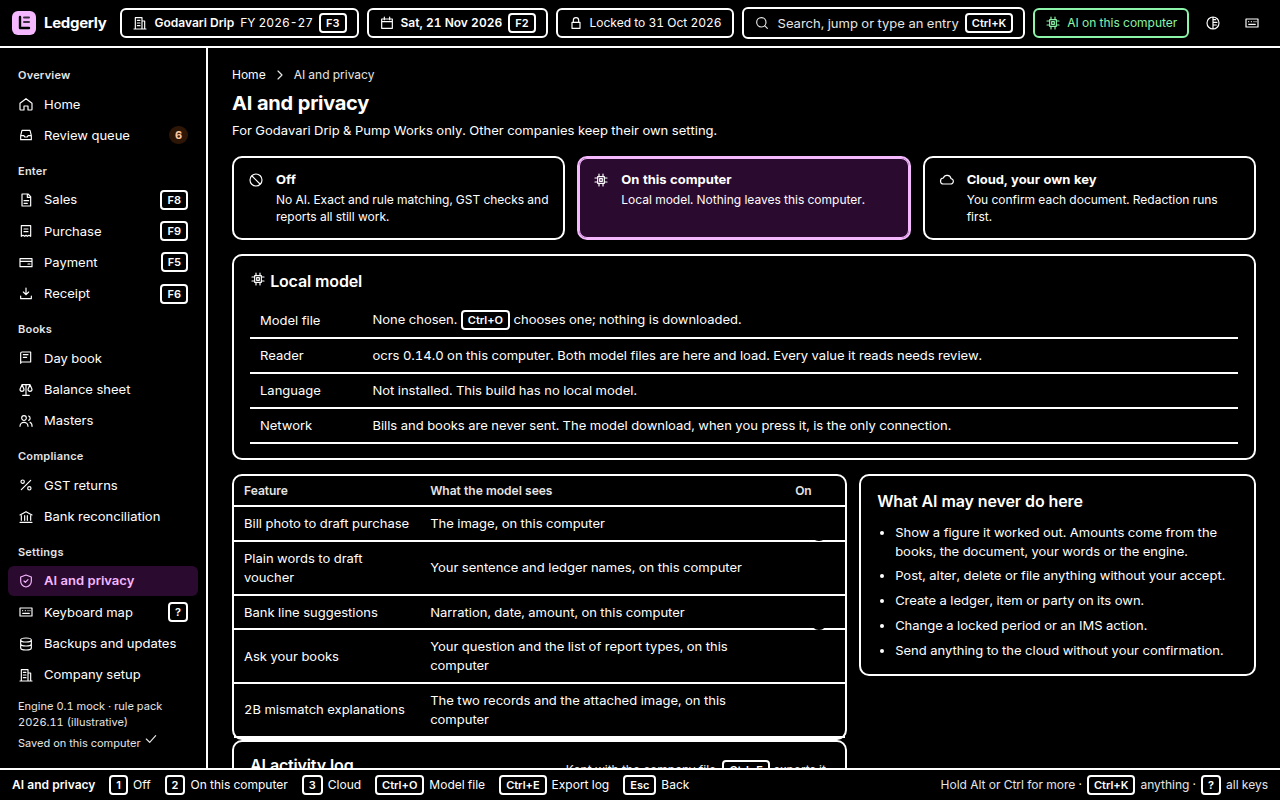 Ledgerly
Godavari Drip FY 2026-27 F3
Sat, 21 Nov 2026 F2
Locked to 31 Oct 2026
Search, jump or type an entry Ctrl+K
AI on this computer
Overview
Home
Review queue 6
Enter
Sales F8
Purchase F9
Payment F5
Receipt F6
Books
Day book
Balance sheet
Masters
Compliance
GST returns
Bank reconciliation
Settings
AI and privacy
Keyboard map ?
Backups and updates
Company setup
Engine 0.1 mock · rule pack
2026.11 (illustrative)
Saved on this computer
Home > AI and privacy
AI and privacy
For Godavari Drip & Pump Works only. Other companies keep their own setting.
Off
No AI. Exact and rule matching, GST checks and
reports all still work.
On this computer
Local model. Nothing leaves this computer.
Cloud, your own key
You confirm each document. Redaction runs
first.
Local model
Model file None chosen. Ctrl+O chooses one; nothing is downloaded.
Reader ocrs 0.14.0 on this computer. Both model files are here and load. Every value it reads needs review.
Language Not installed. This build has no local model.
Network Bills and books are never sent. The model download, when you press it, is the only connection.
Feature What the model sees On
Bill photo to draft purchase The image, on this computer
Plain words to draft
voucher
Your sentence and ledger names, on this computer
Bank line suggestions Narration, date, amount, on this computer
Ask your books
Your question and the list of report types, on this
computer
2B mismatch explanations
The two records and the attached image, on this
computer
What AI may never do here
• Show a figure it worked out. Amounts come from the
books, the document, your words or the engine.
• Post, alter, delete or file anything without your accept.
• Create a ledger, item or party on its own.
• Change a locked period or an IMS action.
• Send anything to the cloud without your confirmation.
AI activity log Kept with the company file. Ctrl+E exports it.
AI and privacy 1 Off 2 On this computer 3 Cloud Ctrl+O Model file Ctrl+E Export log Esc Back
Hold Alt or Ctrl for more · Ctrl+K anything · ? all keys